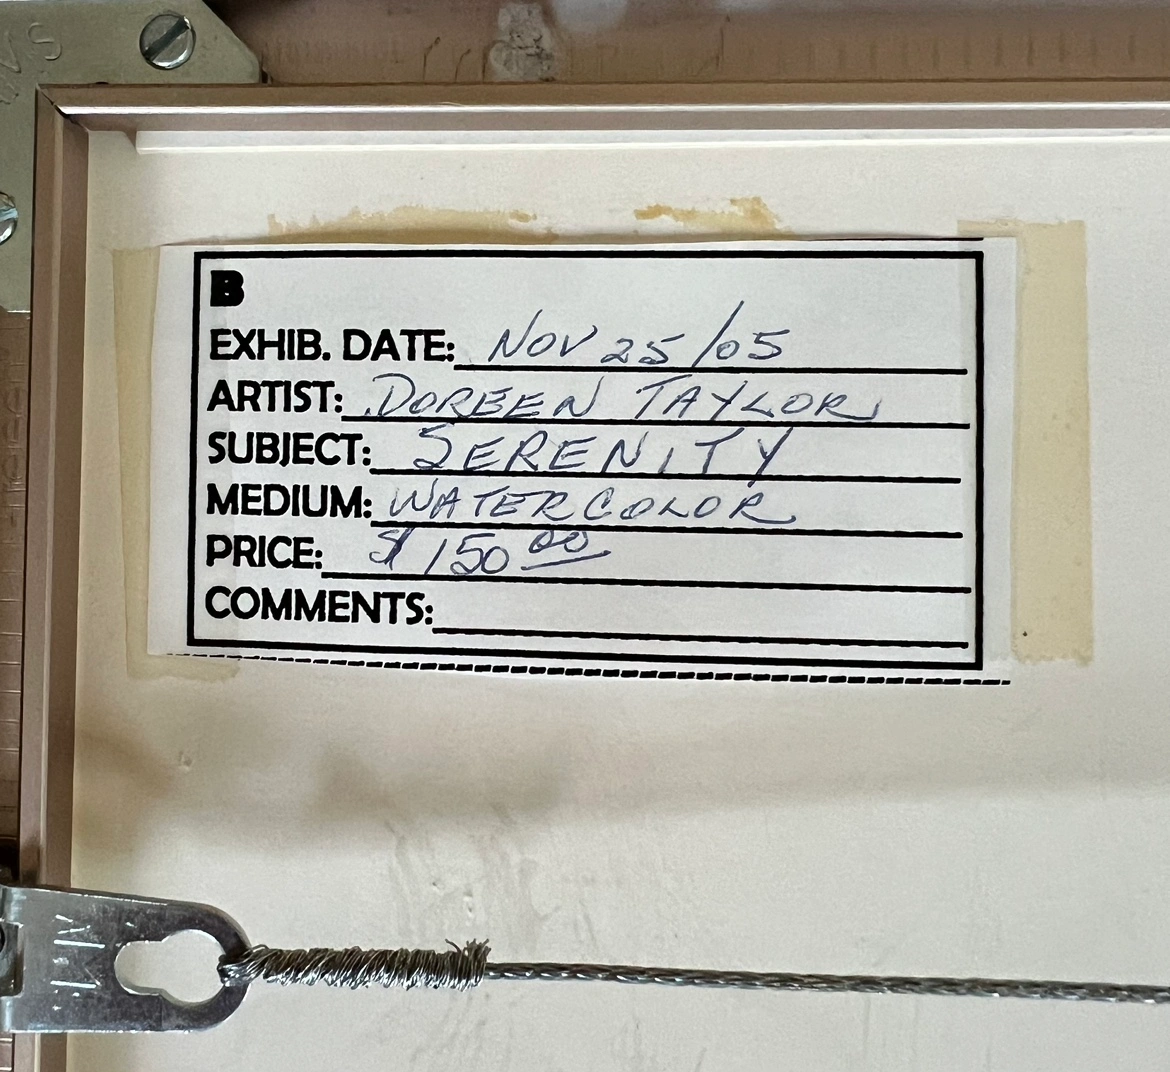 B
EXHIB. DATE: NOV 25/05
ARTIST: DOREEN TAYLOR
SUBJECT: SERENITY
MEDIUM: WATERCOLOR
PRICE: $150 00
COMMENTS: